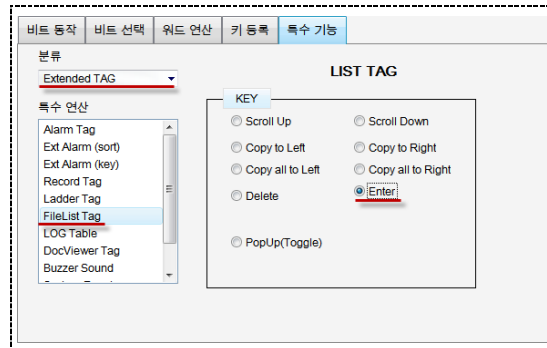 비트 동작 비트 선택 워드 연산 키 등록 특수 기능
분류
Extended TAG
특수 연산
Alarm Tag
Ext Alarm (sort)
Ext Alarm (key)
Record Tag
Ladder Tag
FileList Tag
LOG Table
DocViewer Tag
Buzzer Sound
LIST TAG
KEY
Scroll Up Scroll Down
Copy to Left Copy to Right
Copy all to Left Copy all to Right
Delete Enter
PopUp(Toggle)